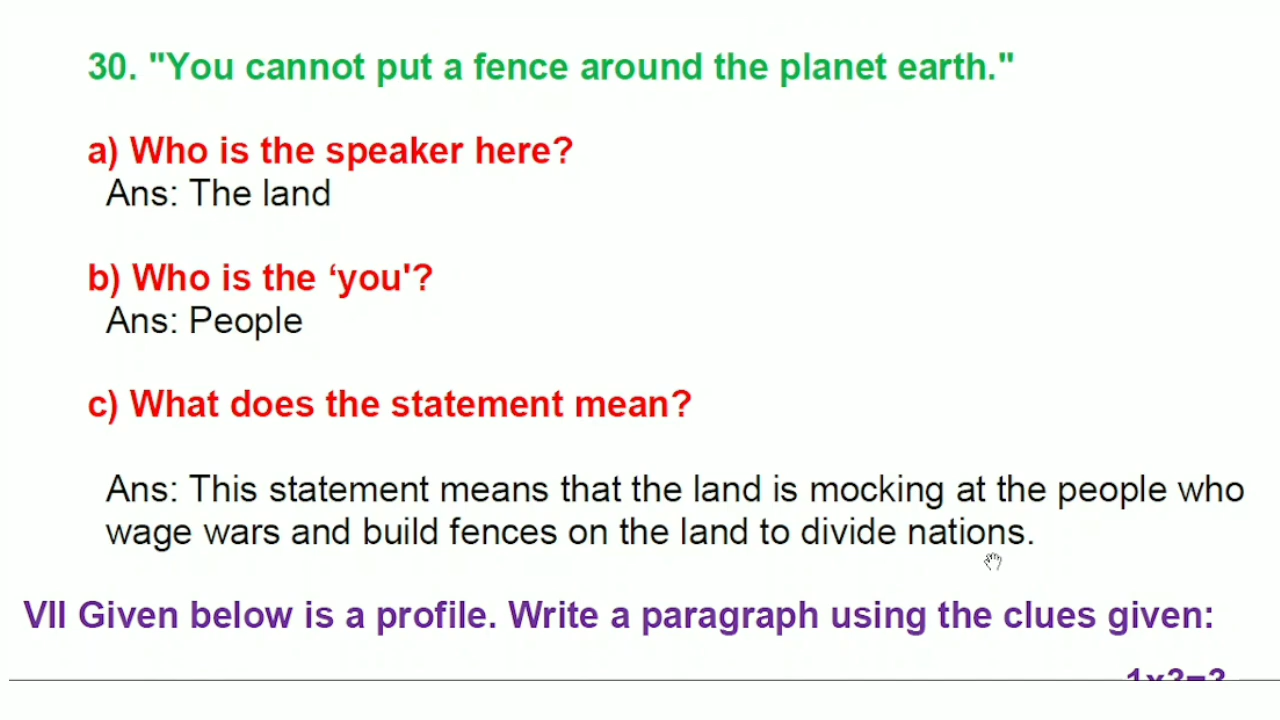 30. "You cannot put a fence around the planet earth."
a) Who is the speaker here?
Ans: The land
b) Who is the ‘you'?
Ans: People
c) What does the statement mean?
Ans: This statement means that the land is mocking at the people who
wage wars and build fences on the land to divide nations.
VII Given below is a profile. Write a paragraph using the clues given: